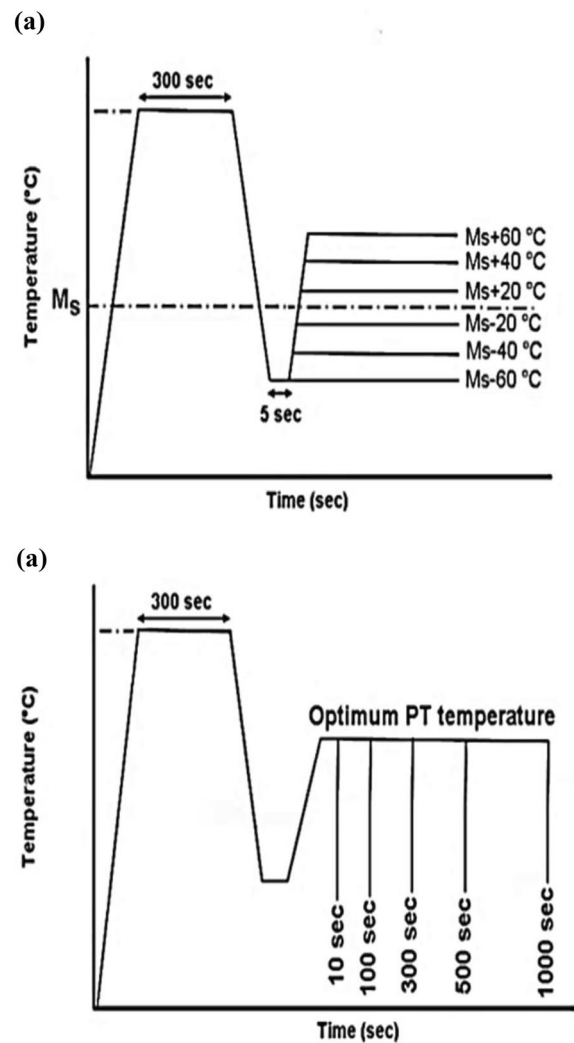 (a)
300 sec
Temperature (°C)
Ms
Ms+60 °C
Ms+40 °C
Ms+20 °C
Ms-20 °C
Ms-40 °C
Ms-60 °C
5 sec
Time (sec)
(a)
300 sec
Temperature (°C)
Optimum PT temperature
10 sec
100 sec
300 sec
500 sec
1000 sec
Time (sec)